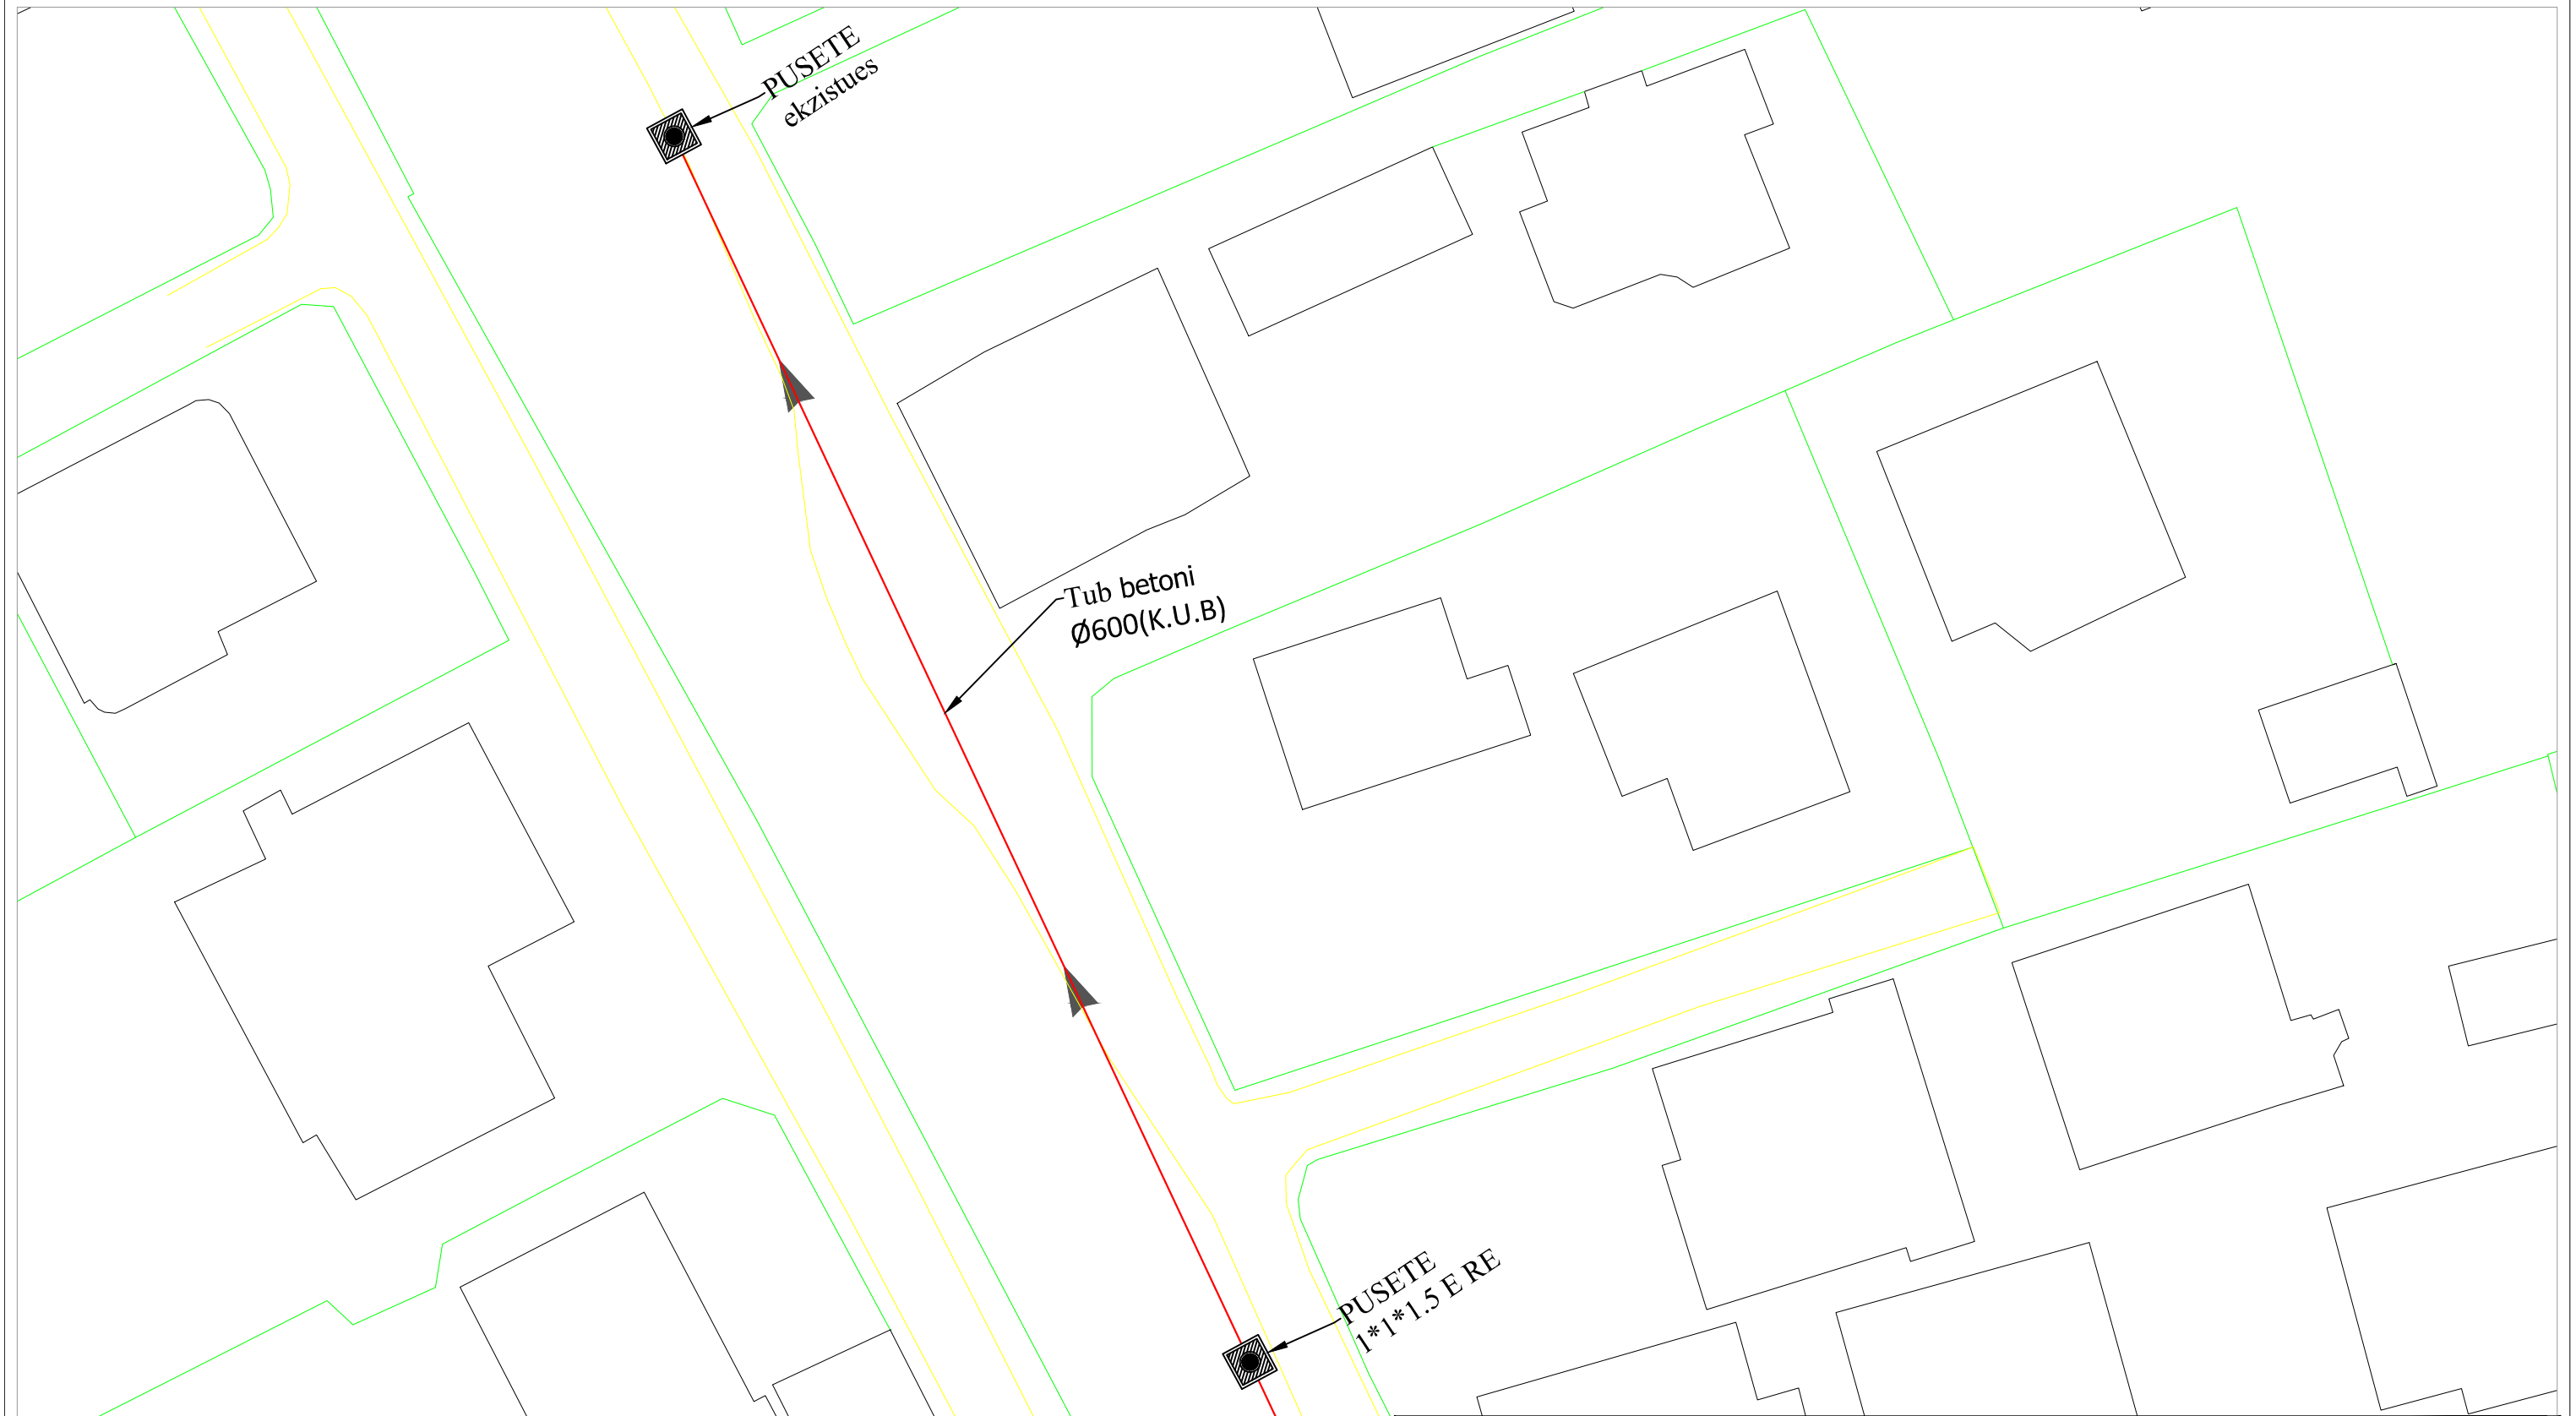 PUSETE
ekzistues
Tub betoni
Ø600(K.U.B)
PUSETE
1*1*1.5 E RE